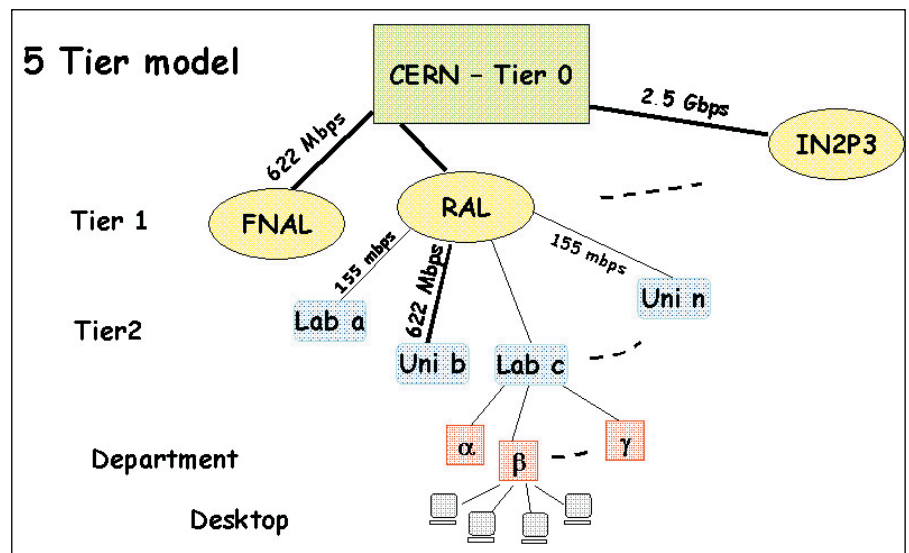 5 Tier model
CERN – Tier 0
622 Mbps
2.5 Gbps
IN2P3
Tier 1
FNAL
RAL
155 mbps
622 Mbps
155 mbps
Tier2
Lab a
Uni b
Lab c
Uni n
Department
α
β
γ
Desktop